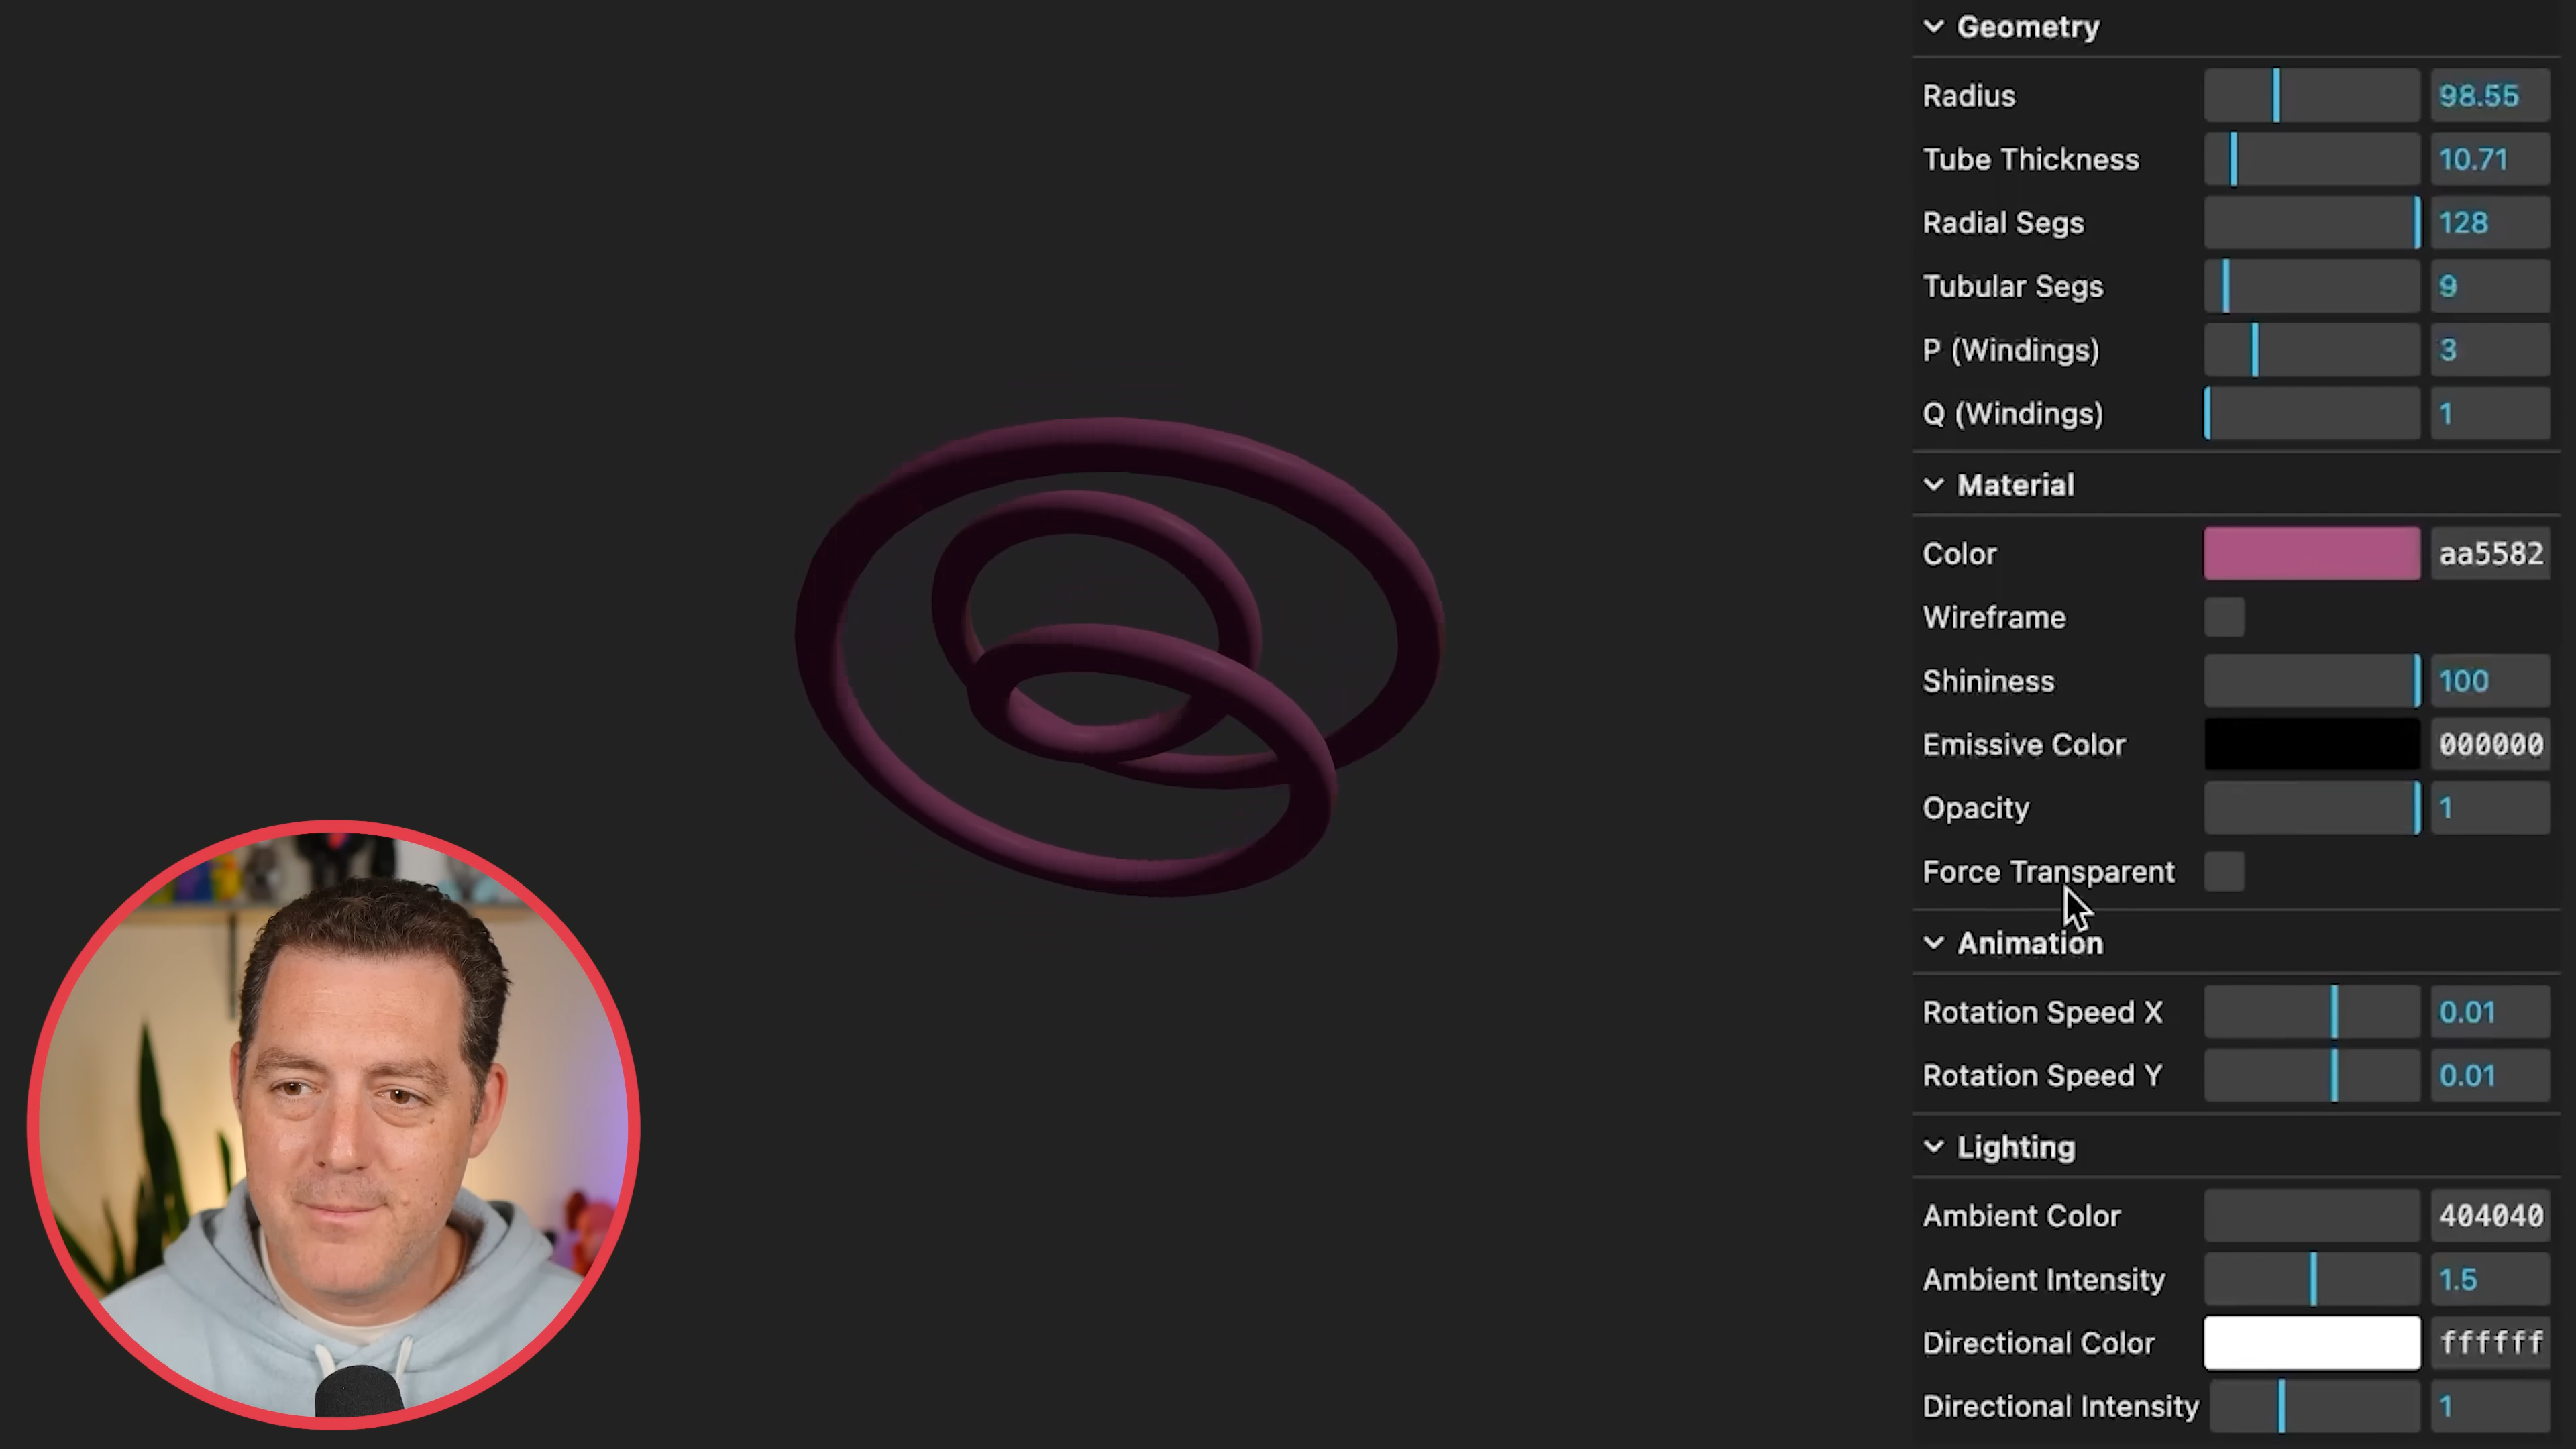 Geometry
Radius 98.55
Tube Thickness 10.71
Radial Segs 128
Tubular Segs 9
P (Windings) 3
Q (Windings) 1
Material
Color aa5582
Wireframe
Shininess 100
Emissive Color 000000
Opacity 1
Force Transparent
Animation
Rotation Speed X 0.01
Rotation Speed Y 0.01
Lighting
Ambient Color 404040
Ambient Intensity 1.5
Directional Color ffffff
Directional Intensity 1